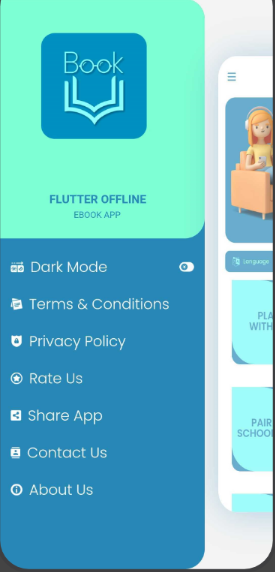 Book
FLUTTER OFFLINE
EBOOK APP
Dark Mode
Terms & Conditions
Privacy Policy
Rate Us
Share App
Contact Us
About Us
Language
PLA
WITH
PAIR
SCHOO